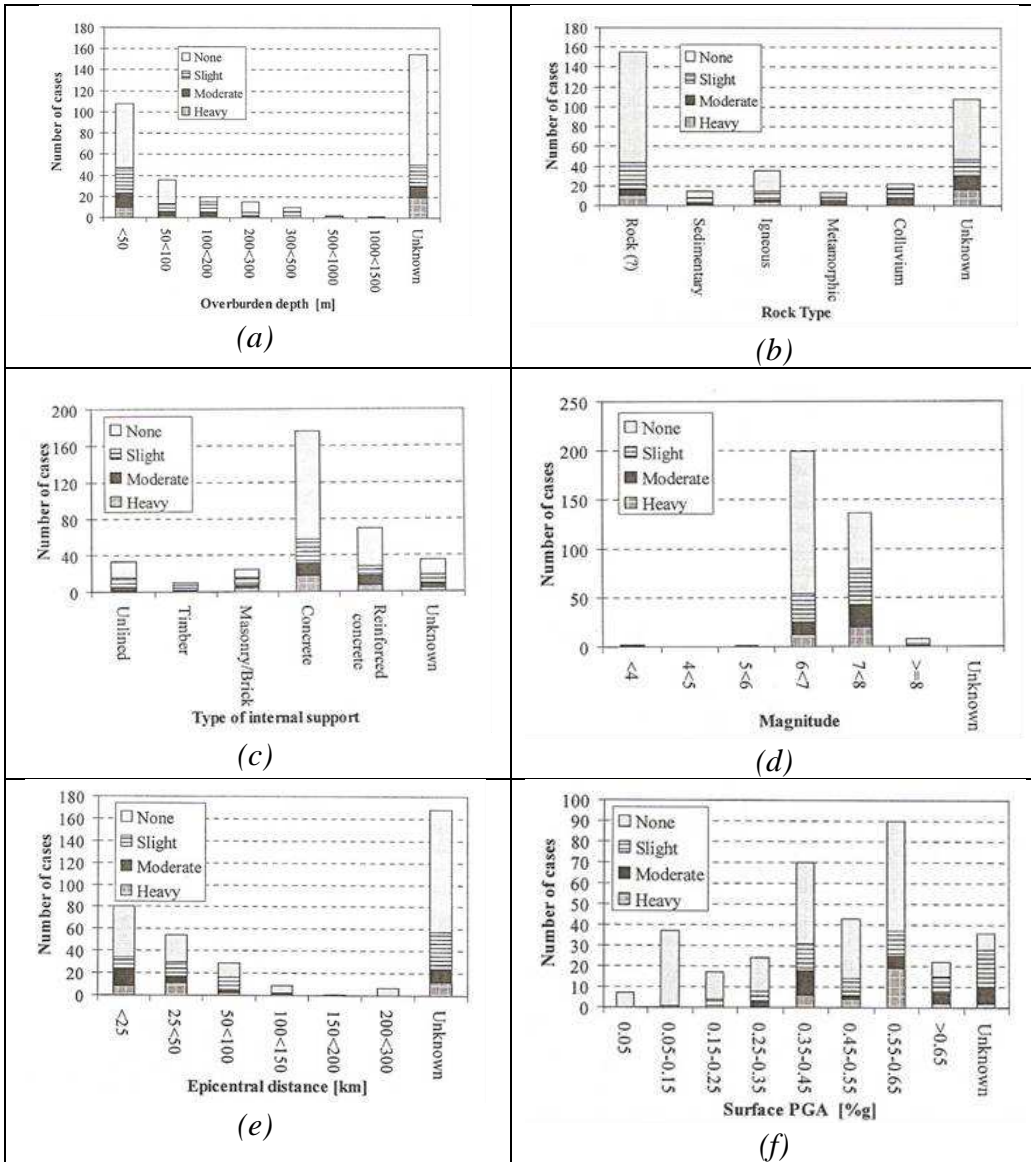 180
160
140
120
100
80
60
40
20
0
Number of cases
None
Slight
Moderate
Heavy
<50
50<100
100<200
200<300
300<500
500<1000
1000<1500
Unknown
Overburden depth [m]
(a)
180
160
140
120
100
80
60
40
20
0
Number of cases
None
Slight
Moderate
Heavy
Rock (?)
Sedimentary
Igneous
Metamorphic
Colluvium
Unknown
Rock Type
(b)
200
160
120
80
40
0
Number of cases
None
Slight
Moderate
Heavy
Unlined
Timber
Masonry/Brick
Concrete
Reinforced
concrete
Unknown
Type of internal support
(c)
250
200
150
100
50
0
Number of cases
None
Slight
Moderate
Heavy
<4
4<5
5<6
6<7
7<8
>=8
Unknown
Magnitude
(d)
180
160
140
120
100
80
60
40
20
0
Number of cases
None
Slight
Moderate
Heavy
<25
25<50
50<100
100<150
150<200
200<300
Unknown
Epicentral distance [km]
(e)
100
90
80
70
60
50
40
30
20
10
0
Number of cases
None
Slight
Moderate
Heavy
0.05
0.05-0.15
0.15-0.25
0.25-0.35
0.35-0.45
0.45-0.55
0.55-0.65
>0.65
Unknown
Surface PGA [%g]
(f)